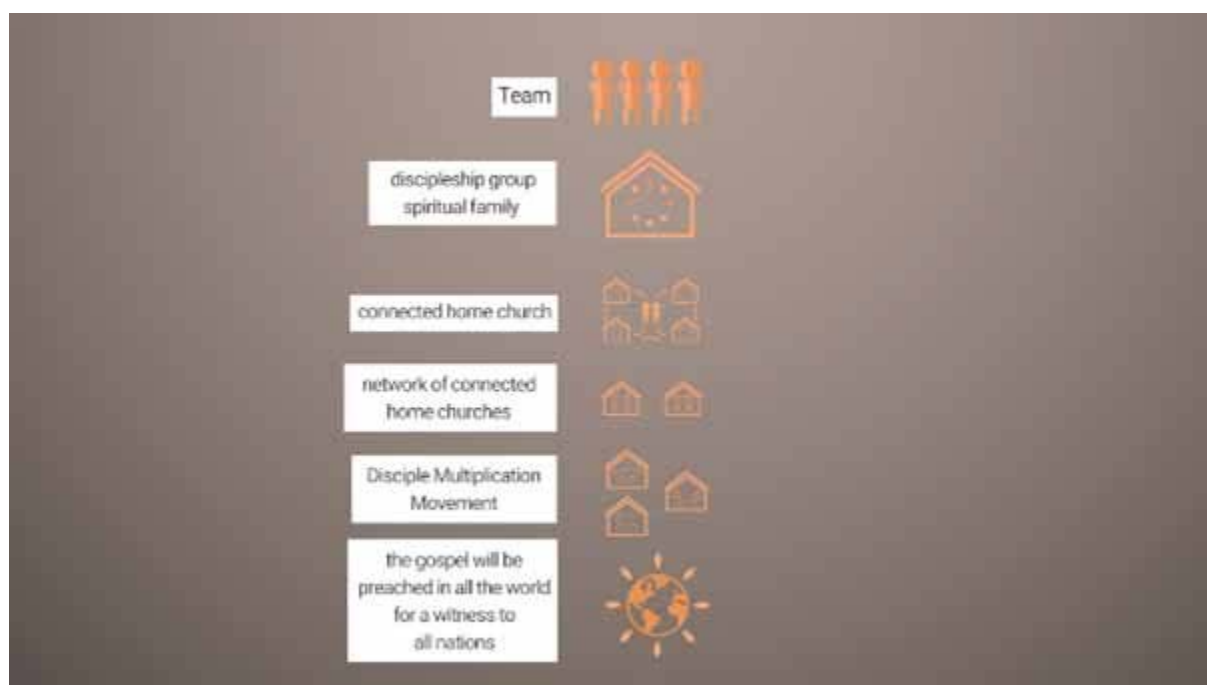 Team
discipleship group
spiritual family
connected home church
network of connected
home churches
Disciple Multiplication
Movement
the gospel will be
preached in all the world
for a witness to
all nations